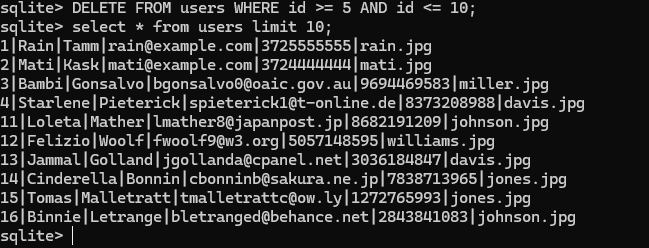 sqlite> DELETE FROM users WHERE id >= 5 AND id <= 10;
sqlite> select * from users limit 10;
1|Rain|Tamm|rain@example.com|3725555555|rain.jpg
2|Mati|Kask|mati@example.com|3724444444|mati.jpg
3|Bambi|Gonsalvo|bgonsalvo0@oaic.gov.au|9694469583|miller.jpg
4|Starlene|Pieterick|spieterick1@t-online.de|8373208988|davis.jpg
11|Loleta|Mather|lmather8@japanpost.jp|8682191209|johnson.jpg
12|Felizio|Woolf|fwoolf9@w3.org|5057148595|williams.jpg
13|Jammal|Golland|jgollanda@cpanel.net|3036184847|davis.jpg
14|Cinderella|Bonnin|cbonninb@sakura.ne.jp|7838713965|jones.jpg
15|Tomas|Malletratt|tmalletrattc@ow.ly|1272765993|jones.jpg
16|Binnie|Letrange|bletranged@behance.net|2843841083|johnson.jpg
sqlite>